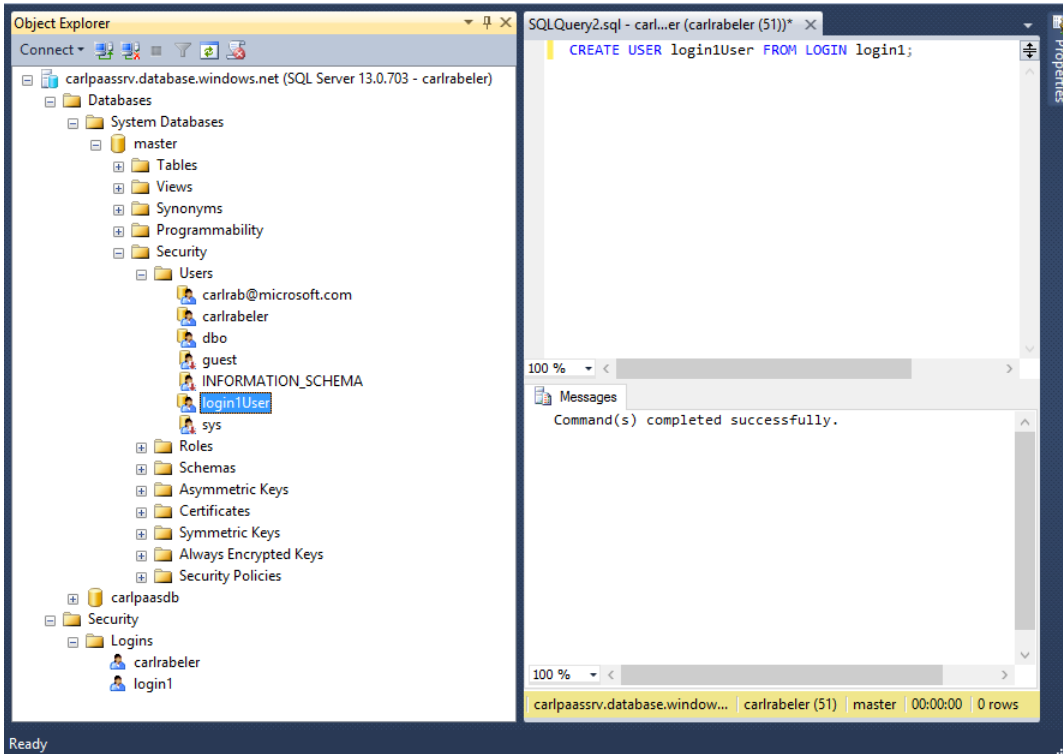 Object Explorer
Connect
carlpaassrv.database.windows.net (SQL Server 13.0.703 - carlrabeler)
Databases
System Databases
master
Tables
Views
Synonyms
Programmability
Security
Users
carlrab@microsoft.com
carlrabeler
dbo
guest
INFORMATION_SCHEMA
login1User
sys
Roles
Schemas
Asymmetric Keys
Certificates
Symmetric Keys
Always Encrypted Keys
Security Policies
carlpaasdb
Security
Logins
carlrabeler
login1
SQLQuery2.sql - carl...er (carlrabeler (51))*
CREATE USER login1User FROM LOGIN login1;
100 %
Messages
Command(s) completed successfully.
100 %
carlpaassrv.database.window... carlrabeler (51) master 00:00:00 0 rows
Properties
Ready